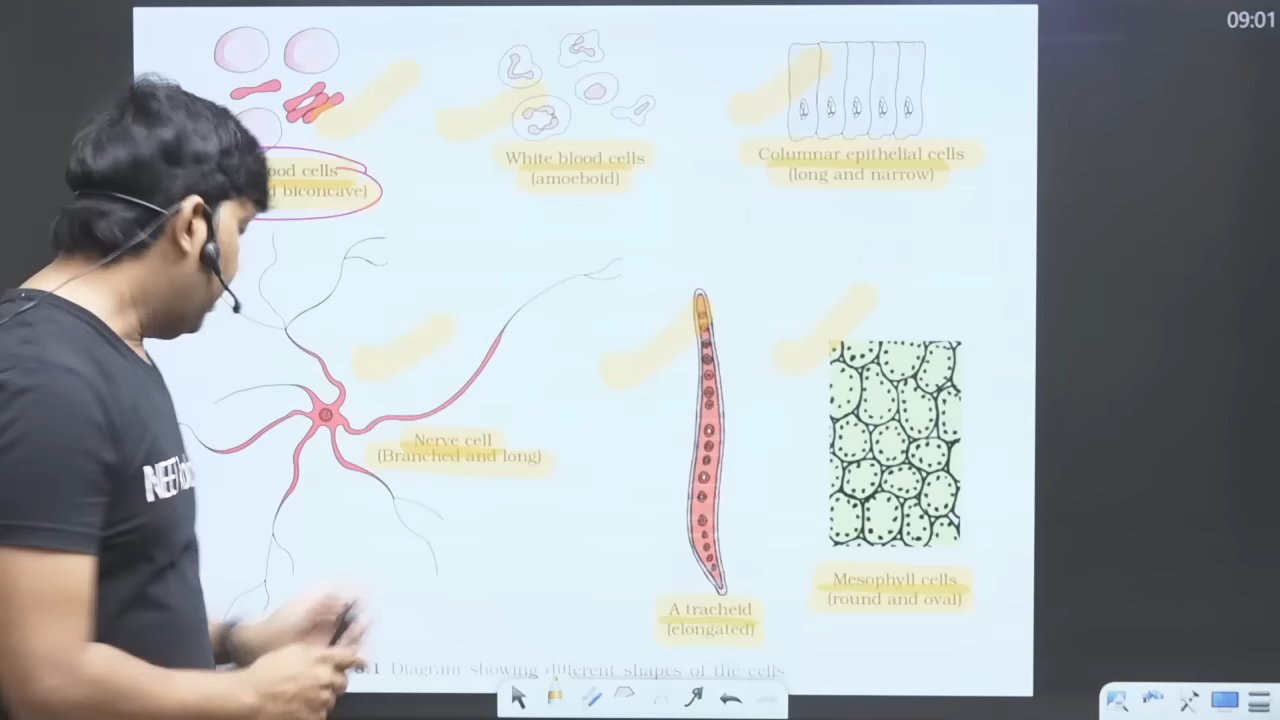 09:01
White blood cells
(amoeboid)
Columnar epithelial cells
(long and narrow)
cells
biconcave)
Nerve cell
(Branched and long)
Mesophyll cells
(round and oval)
A tracheid
(elongated)
Diagram showing different shapes of the cells